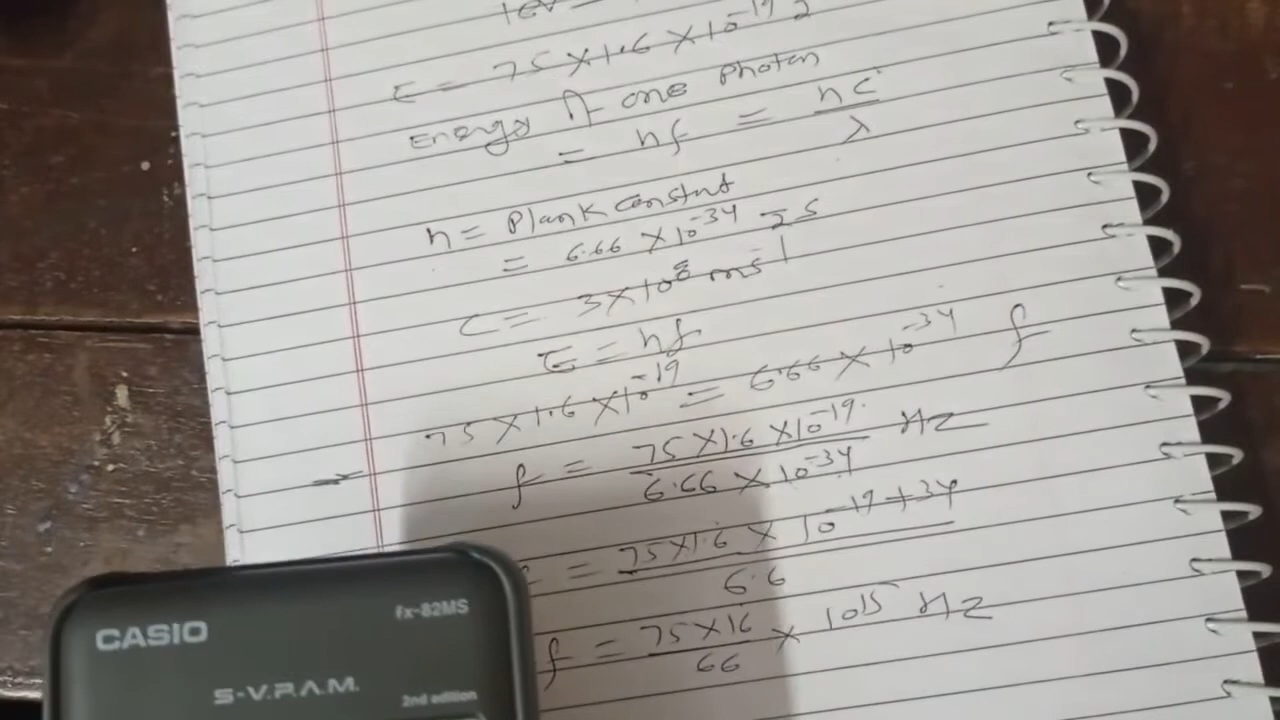 1eV =
E = 75 × 1.6 × 10⁻¹⁹ J
Energy of one photon
= hf = hc / λ
h = Plank constnt
= 6.66 × 10⁻³⁴ Js
C = 3 × 10⁸ ms⁻¹
E = hf
75 × 1.6 × 10⁻¹⁹ = 6.66 × 10⁻³⁴ f
f = 75 × 1.6 × 10⁻¹⁹ / 6.66 × 10⁻³⁴ Hz
= 75 × 1.6 × 10⁻¹⁹⁺³⁴ / 6.6
f = 75 × 16 / 66 × 10¹⁵ Hz
CASIO
fx-82MS
S-V.P.A.M.
2nd edition